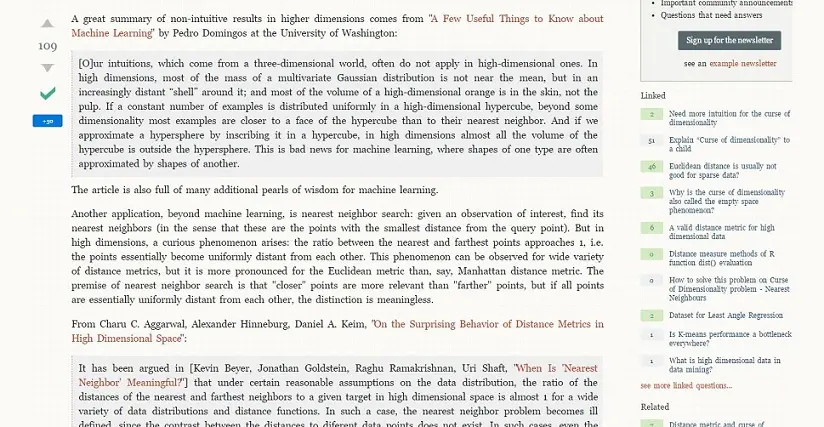 A great summary of non-intuitive results in higher dimensions comes from "A Few Useful Things to Know about
Machine Learning" by Pedro Domingos at the University of Washington:
109
+50
[O]ur intuitions, which come from a three-dimensional world, often do not apply in high-dimensional ones. In
high dimensions, most of the mass of a multivariate Gaussian distribution is not near the mean, but in an
increasingly distant "shell" around it; and most of the volume of a high-dimensional orange is in the skin, not the
pulp. If a constant number of examples is distributed uniformly in a high-dimensional hypercube, beyond some
dimensionality most examples are closer to a face of the hypercube than to their nearest neighbor. And if we
approximate a hypersphere by inscribing it in a hypercube, in high dimensions almost all the volume of the
hypercube is outside the hypersphere. This is bad news for machine learning, where shapes of one type are often
approximated by shapes of another.
The article is also full of many additional pearls of wisdom for machine learning.
Another application, beyond machine learning, is nearest neighbor search: given an observation of interest, find its
nearest neighbors (in the sense that these are the points with the smallest distance from the query point). But in
high dimensions, a curious phenomenon arises: the ratio between the nearest and farthest points approaches 1, i.e.
the points essentially become uniformly distant from each other. This phenomenon can be observed for wide variety
of distance metrics, but it is more pronounced for the Euclidean metric than, say, Manhattan distance metric. The
premise of nearest neighbor search is that "closer" points are more relevant than "farther" points, but if all points
are essentially uniformly distant from each other, the distinction is meaningless.
From Charu C. Aggarwal, Alexander Hinneburg, Daniel A. Keim, "On the Surprising Behavior of Distance Metrics in
High Dimensional Space":
It has been argued in [Kevin Beyer, Jonathan Goldstein, Raghu Ramakrishnan, Uri Shaft, "When Is 'Nearest
Neighbor' Meaningful?"] that under certain reasonable assumptions on the data distribution, the ratio of the
distances of the nearest and farthest neighbors to a given target in high dimensional space is almost 1 for a wide
variety of data distributions and distance functions. In such a case, the nearest neighbor problem becomes ill
defined, since the contrast between the distances to diferent data points does not exist. In such cases, even the
Important community announcements
Questions that need answers
Sign up for the newsletter
see an example newsletter
Linked
2 Need more intuition for the curse of
dimensionality
51 Explain "Curse of dimensionality" to
a child
46 Euclidean distance is usually not
good for sparse data?
3 Why is the curse of dimensionality
also called the empty space
phenomenon?
6 A valid distance metric for high
dimensional data
0 Distance measure methods of R
function dist() evaluation
0 How to solve this problem on Curse
of Dimensionality problem - Nearest
Neighbours
2 Dataset for Least Angle Regression
1 Is K-means performance a bottleneck
everywhere?
1 What is high dimensional data in
data mining?
see more linked questions...
Related
Distance metric and curse of